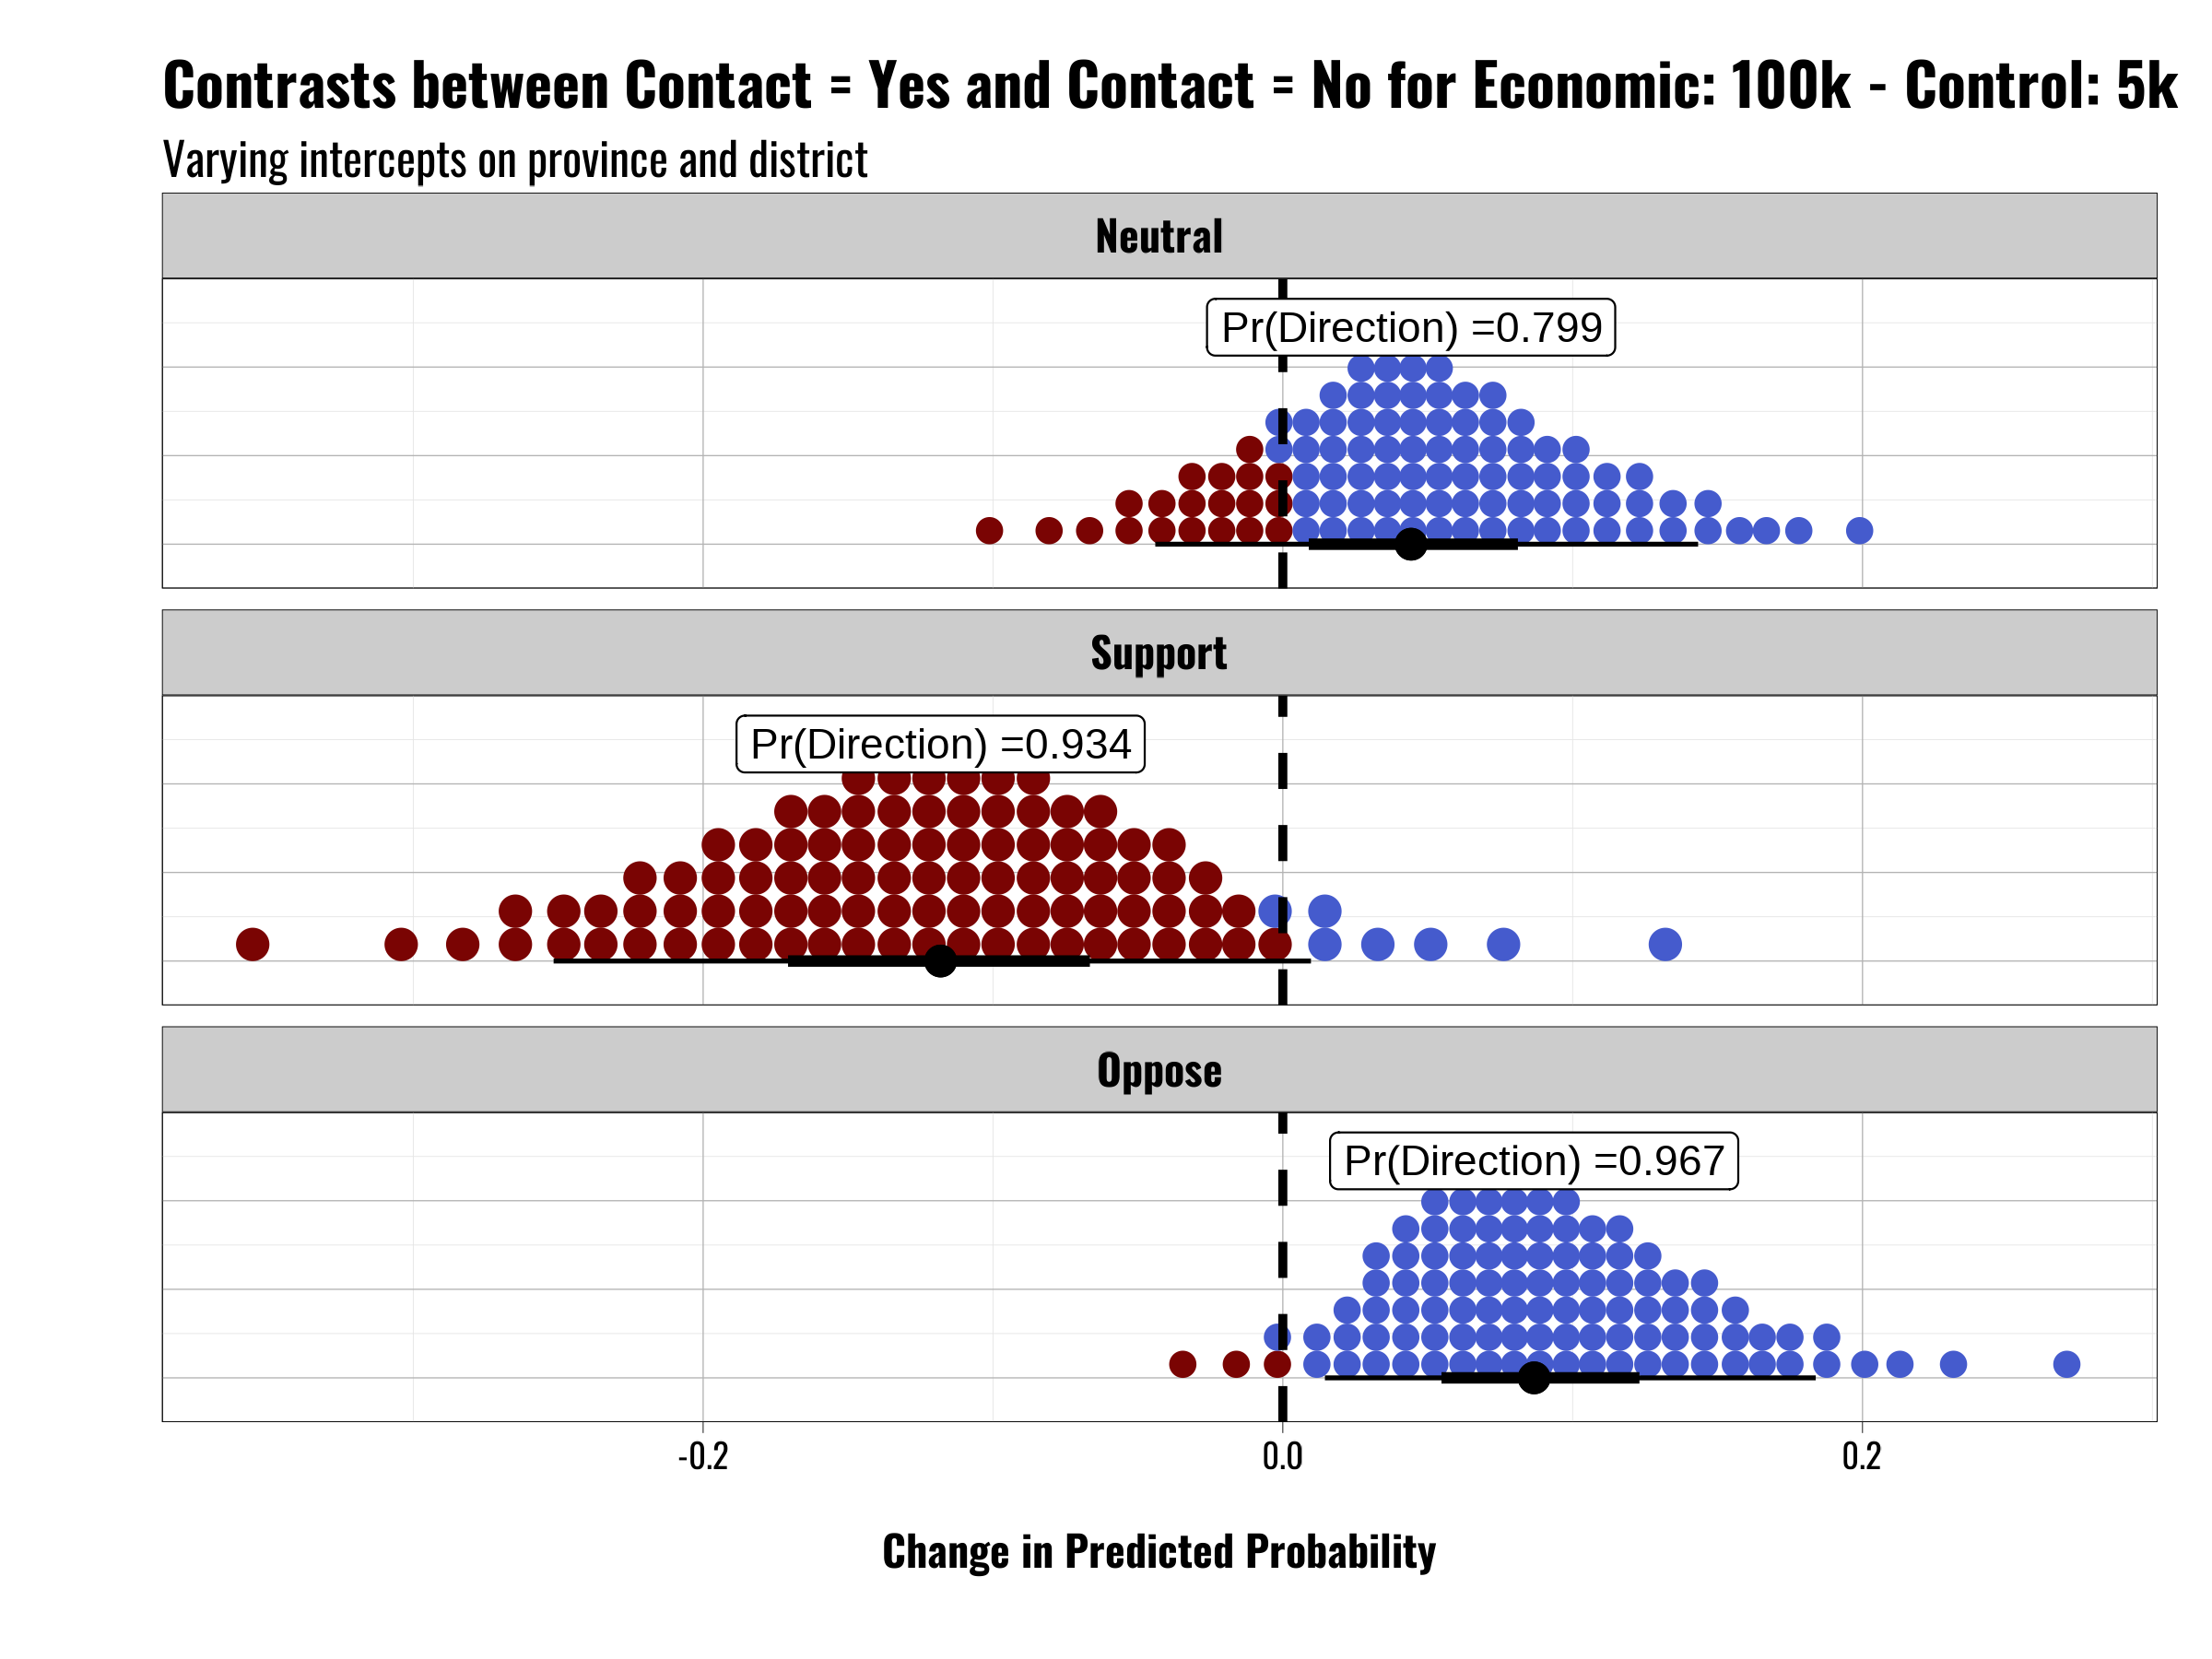 Contrasts between Contact = Yes and Contact = No for Economic: 100k - Control: 5k
Varying intercepts on province and district
Neutral
Pr(Direction) =0.799
Support
Pr(Direction) =0.934
Oppose
Pr(Direction) =0.967
-0.2 0.0 0.2
Change in Predicted Probability